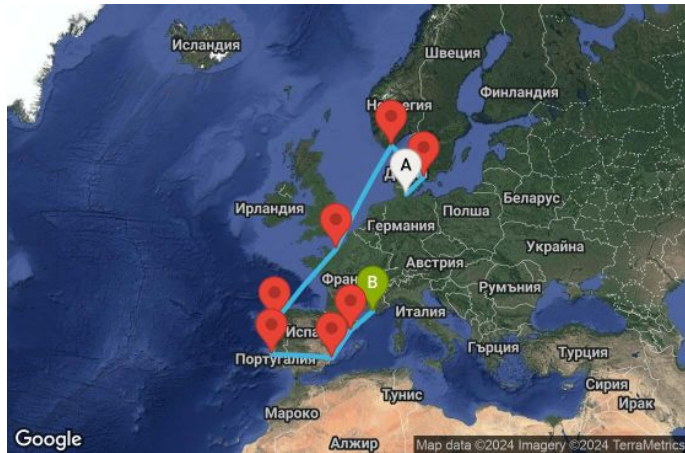 Исландия
Швеция
Норвегия
Финландия
A
Беларус
Ирландия
Полша
Германия
Украйна
Австрия
B
Румъния
Италия
Гърция
Португалия
Турция
Сирия
Тунис
Ирак
Мароко
Алжир
Google
Map data ©2024 Imagery ©2024 TerraMetrics